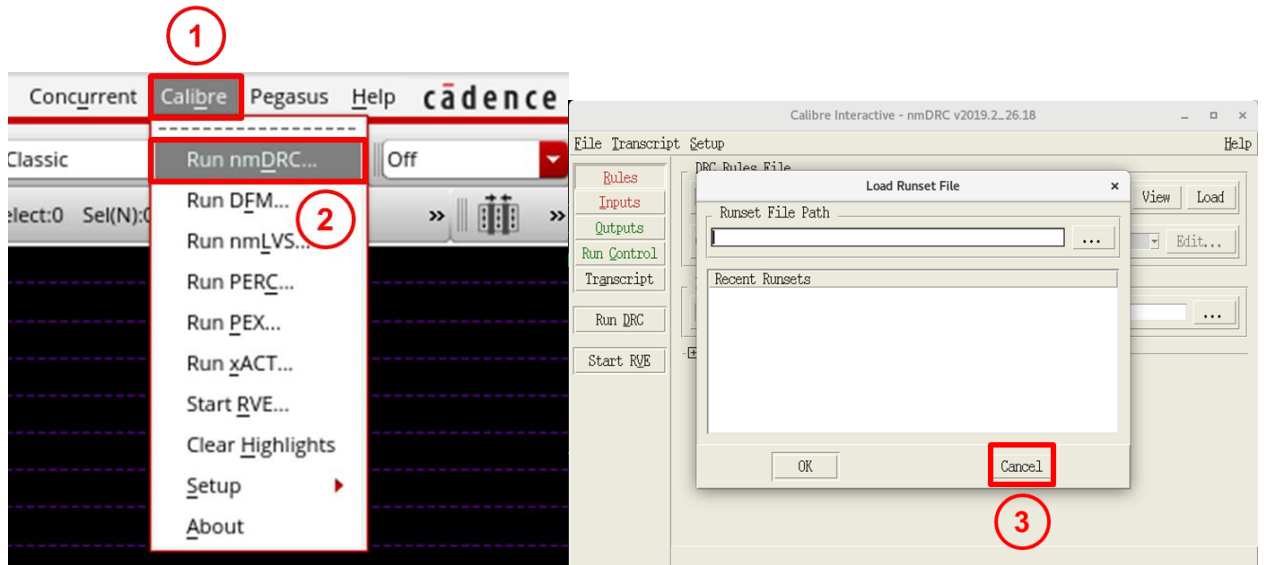 1
Concurrent Calibre Pegasus Help cādence
Classic
Off
Run nmDRC...
elect:0 Sel(N):0
» »
Run DFM...
2
Run nmLVS...
Run PERC...
Run PEX...
Run xACT...
Start RVE...
Clear Highlights
Setup
About
Calibre Interactive - nmDRC v2019.2_26.18
File Transcript Setup Help
Rules
Inputs
Outputs
Run Control
Transcript
Run DRC
Start RVE
DRC Rules File
View Load
Edit...
...
Load Runset File
Runset File Path
...
Recent Runsets
OK Cancel
3